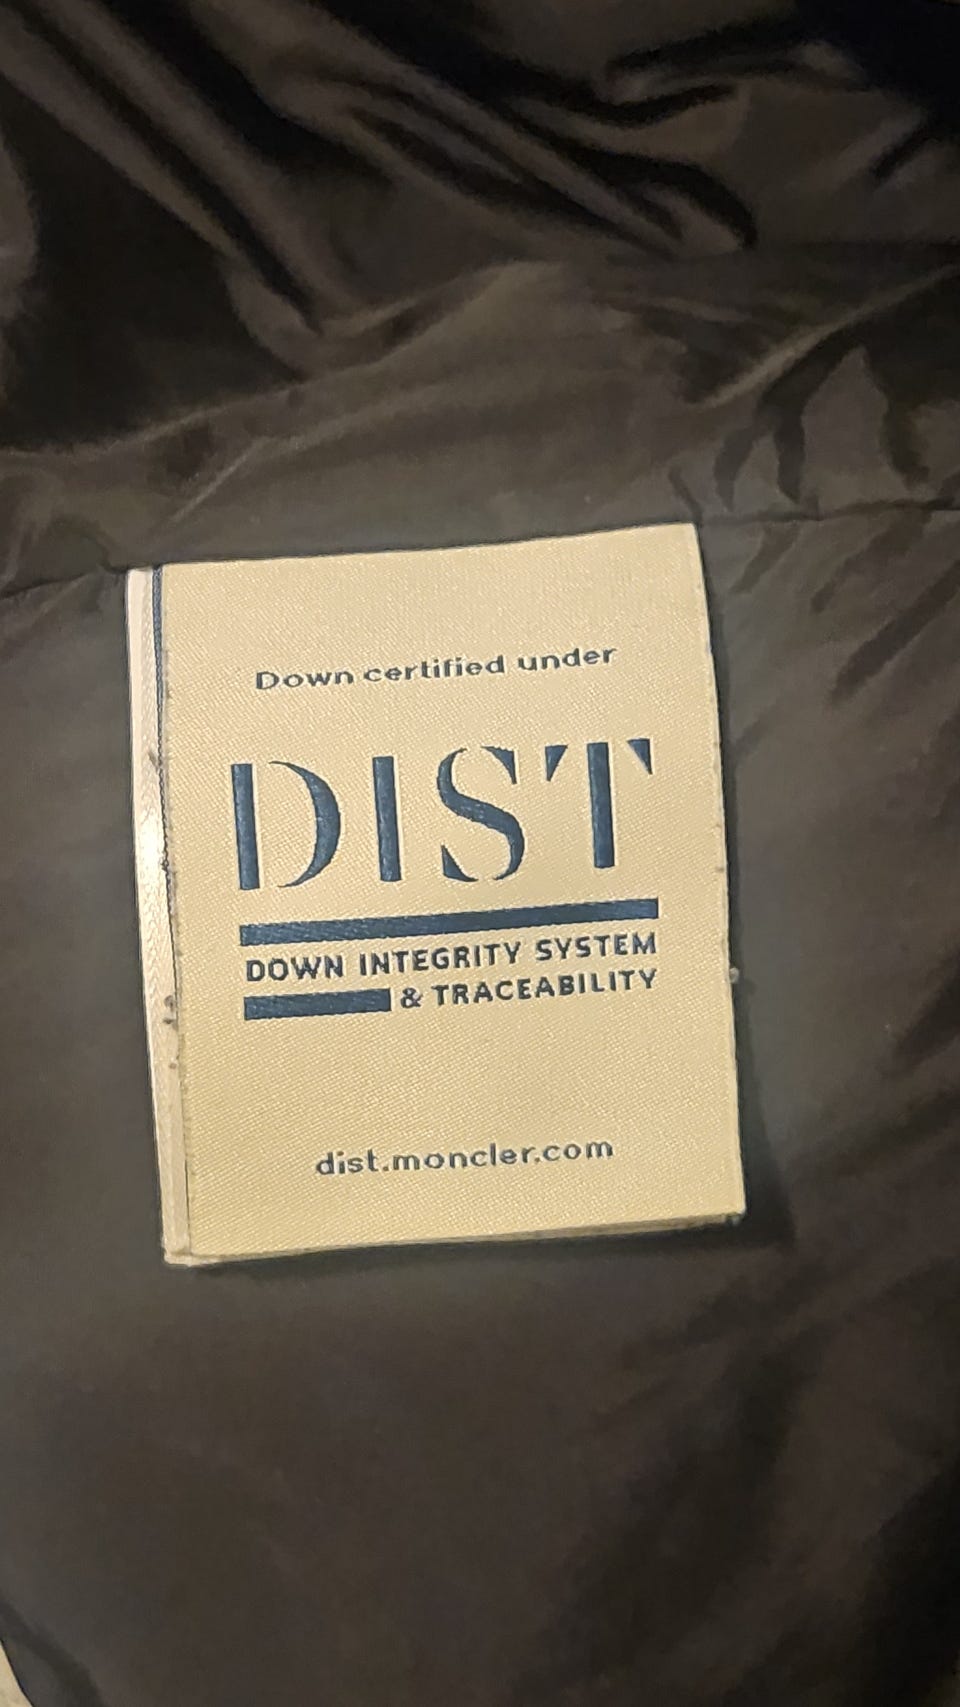 Down certified under
DIST
DOWN INTEGRITY SYSTEM
& TRACEABILITY
dist.moncler.com